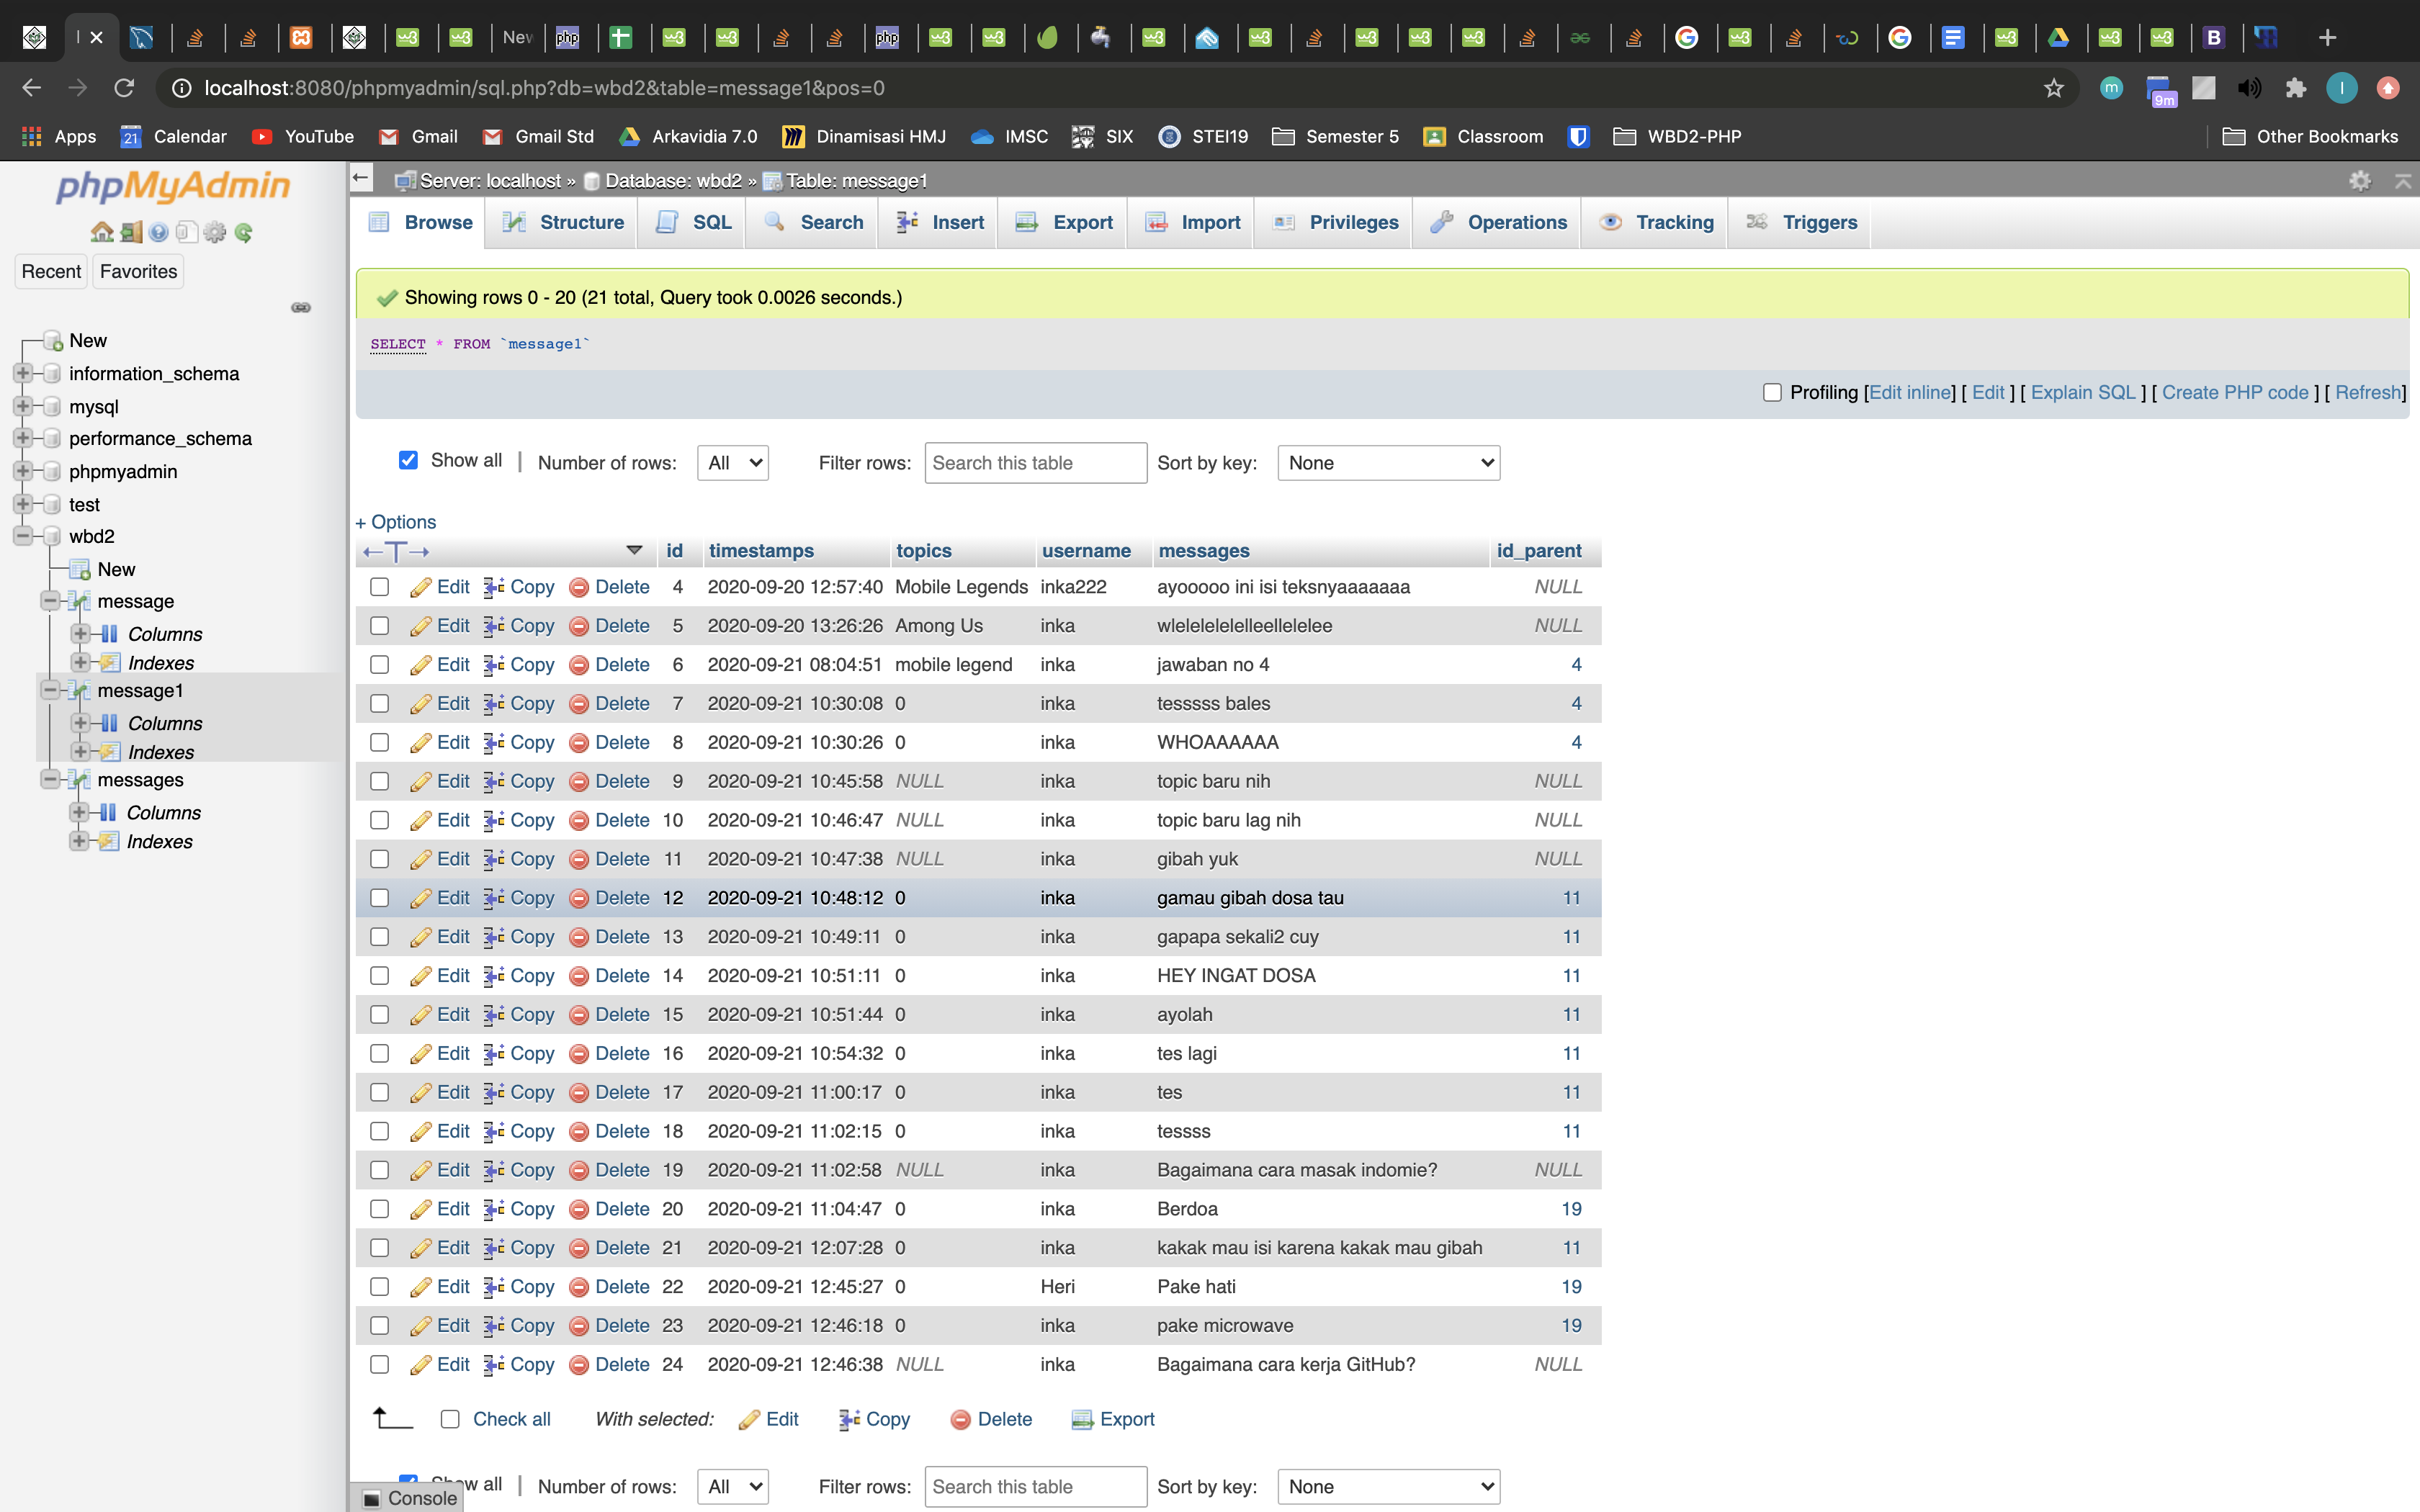 New
localhost:8080/phpmyadmin/sql.php?db=wbd2&table=message1&pos=0
m
9m
I
Apps
21 Calendar
YouTube
Gmail
Gmail Std
Arkavidia 7.0
Dinamisasi HMJ
IMSC
SIX
STEI19
Semester 5
Classroom
WBD2-PHP
Other Bookmarks
phpMyAdmin
Recent
Favorites
New
information_schema
mysql
performance_schema
phpmyadmin
test
wbd2
New
message
Columns
Indexes
message1
Columns
Indexes
messages
Columns
Indexes
Server: localhost » Database: wbd2 » Table: message1
Browse Structure SQL Search Insert Export Import Privileges Operations Tracking Triggers
Showing rows 0 - 20 (21 total, Query took 0.0026 seconds.)
SELECT * FROM `message1`
Profiling [Edit inline] [ Edit ] [ Explain SQL ] [ Create PHP code ] [ Refresh]
Show all | Number of rows: All Filter rows: Search this table Sort by key: None
+ Options
←T→ id timestamps topics username messages id_parent
Edit Copy Delete 4 2020-09-20 12:57:40 Mobile Legends inka222 ayooooo ini isi teksnyaaaaaaa NULL
Edit Copy Delete 5 2020-09-20 13:26:26 Among Us inka wlelelelelelleellelelee NULL
Edit Copy Delete 6 2020-09-21 08:04:51 mobile legend inka jawaban no 4 4
Edit Copy Delete 7 2020-09-21 10:30:08 0 inka tesssss bales 4
Edit Copy Delete 8 2020-09-21 10:30:26 0 inka WHOAAAAAA 4
Edit Copy Delete 9 2020-09-21 10:45:58 NULL inka topic baru nih NULL
Edit Copy Delete 10 2020-09-21 10:46:47 NULL inka topic baru lag nih NULL
Edit Copy Delete 11 2020-09-21 10:47:38 NULL inka gibah yuk NULL
Edit Copy Delete 12 2020-09-21 10:48:12 0 inka gamau gibah dosa tau 11
Edit Copy Delete 13 2020-09-21 10:49:11 0 inka gapapa sekali2 cuy 11
Edit Copy Delete 14 2020-09-21 10:51:11 0 inka HEY INGAT DOSA 11
Edit Copy Delete 15 2020-09-21 10:51:44 0 inka ayolah 11
Edit Copy Delete 16 2020-09-21 10:54:32 0 inka tes lagi 11
Edit Copy Delete 17 2020-09-21 11:00:17 0 inka tes 11
Edit Copy Delete 18 2020-09-21 11:02:15 0 inka tessss 11
Edit Copy Delete 19 2020-09-21 11:02:58 NULL inka Bagaimana cara masak indomie? NULL
Edit Copy Delete 20 2020-09-21 11:04:47 0 inka Berdoa 19
Edit Copy Delete 21 2020-09-21 12:07:28 0 inka kakak mau isi karena kakak mau gibah 11
Edit Copy Delete 22 2020-09-21 12:45:27 0 Heri Pake hati 19
Edit Copy Delete 23 2020-09-21 12:46:18 0 inka pake microwave 19
Edit Copy Delete 24 2020-09-21 12:46:38 NULL inka Bagaimana cara kerja GitHub? NULL
Check all With selected: Edit Copy Delete Export
Show all | Number of rows: All Filter rows: Search this table Sort by key: None
Console